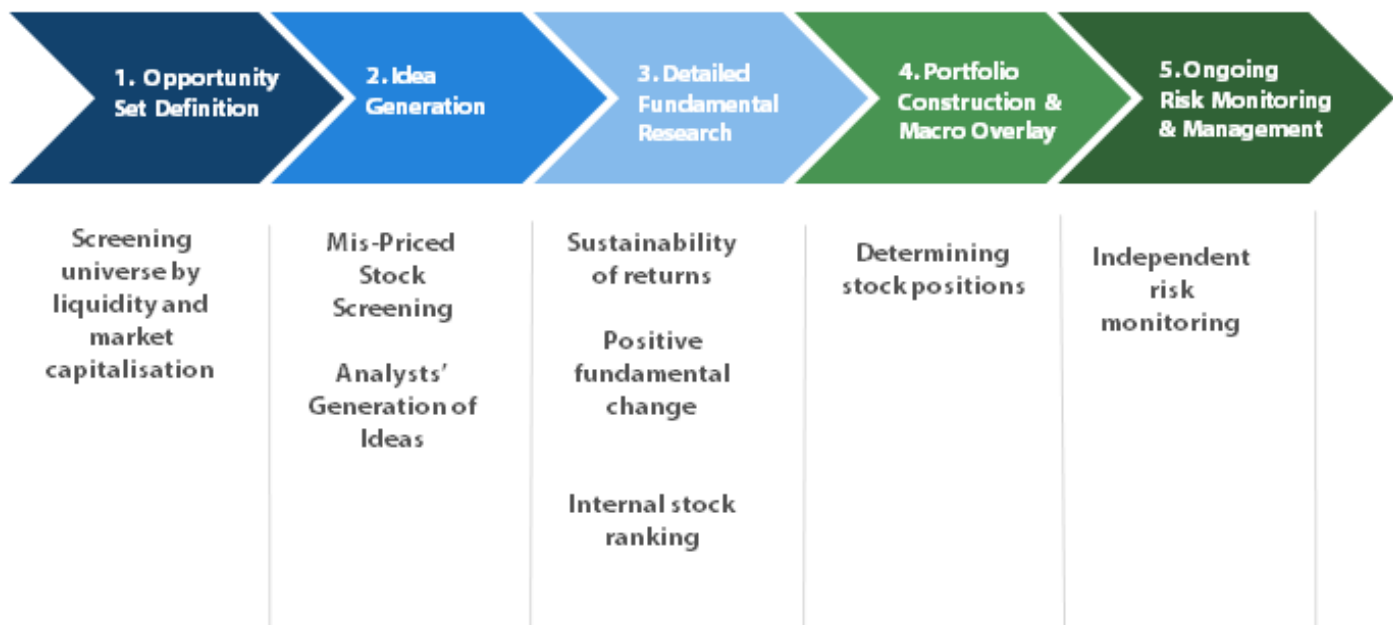 1. Opportunity
Set Definition
2. Idea
Generation
3. Detailed
Fundamental
Research
4. Portfolio
Construction &
Macro Overlay
5. Ongoing
Risk Monitoring
& Management
Screening
universe by
liquidity and
market
capitalisation
Mis-Priced
Stock
Screening
Analysts’
Generation of
Ideas
Sustainability
of returns
Positive
fundamental
change
Internal stock
ranking
Determining
stock positions
Independent
risk
monitoring